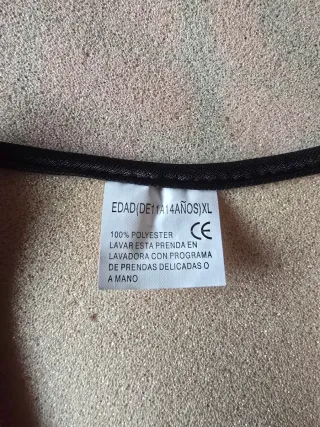 EDAD(DE11A14AÑOS)XL
100% POLYESTER CE
LAVAR ESTA PRENDA EN
LAVADORA CON PROGRAMA
DE PRENDAS DELICADAS O
A MANO